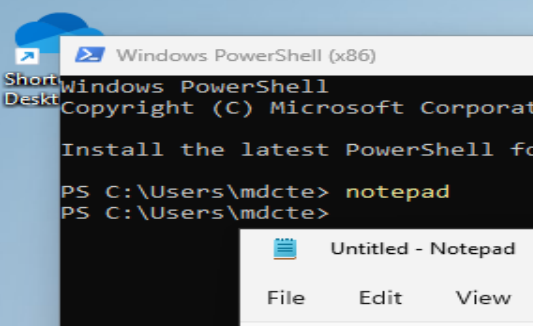 Short
Deskt
Windows PowerShell (x86)
Windows PowerShell
Copyright (C) Microsoft Corporat
Install the latest PowerShell fo
PS C:\Users\mdcte> notepad
PS C:\Users\mdcte>
Untitled - Notepad
File Edit View